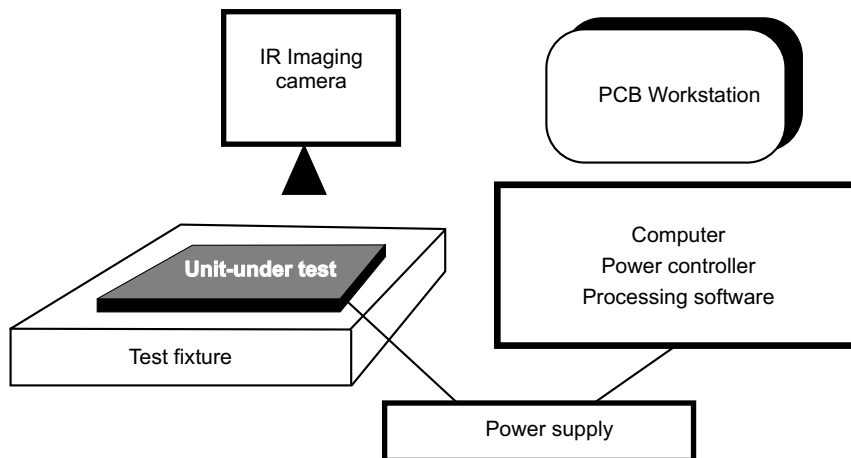 IR Imaging
camera
PCB Workstation
Computer
Power controller
Processing software
Unit-under test
Test fixture
Power supply